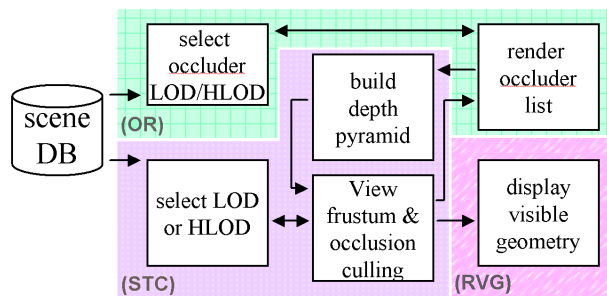 scene
DB
select
occluder
LOD/HLOD
(OR)
render
occluder
list
build
depth
pyramid
select LOD
or HLOD
(STC)
View
frustum &
occlusion
culling
display
visible
geometry
(RVG)